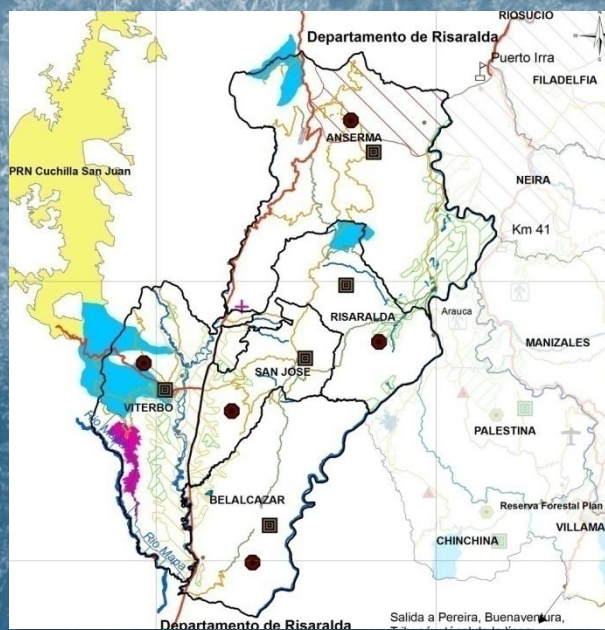 RIOSUCIO
Departamento de Risaralda
Puerto Irra
FILADELFIA
ANSERMA
PRN Cuchilla San Juan
NEIRA
Km 41
RISARALDA
Arauca
MANIZALES
SAN JOSE
VITERBO
PALESTINA
Rio Mapa
BELALCAZAR
Reserva Forestal Plan
VILLAMA
CHINCHINA
Rio Mapa
Salida a Pereira, Buenaventura,
Departamento de Risaralda